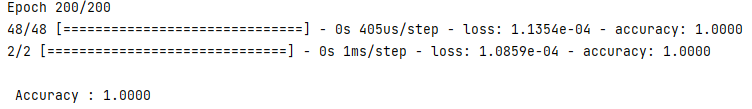 Epoch 200/200
48/48 [==============================] - 0s 405us/step - loss: 1.1354e-04 - accuracy: 1.0000
2/2 [==============================] - 0s 1ms/step - loss: 1.0859e-04 - accuracy: 1.0000
Accuracy : 1.0000